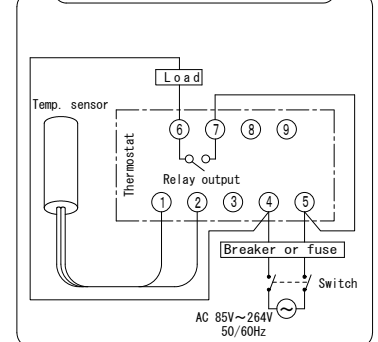 Load
Temp. sensor
6 7 8 9
Thermostat
Relay output
1 2 3 4 5
Breaker or fuse
Switch
AC 85V～264V
50/60Hz